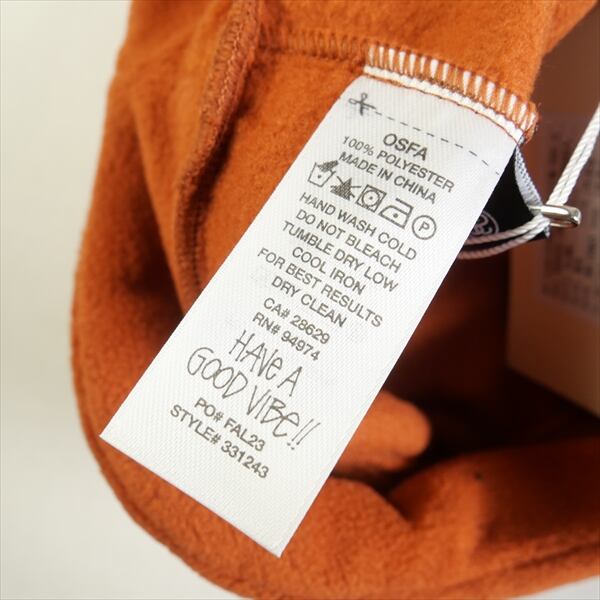 OSFA
100% POLYESTER
MADE IN CHINA
P
HAND WASH COLD
DO NOT BLEACH
TUMBLE DRY LOW
COOL IRON
FOR BEST RESULTS
DRY CLEAN
CA# 28629
RN# 94974
HAVE A
GOOD VIBE!!
PO# FAL23
STYLE# 331243